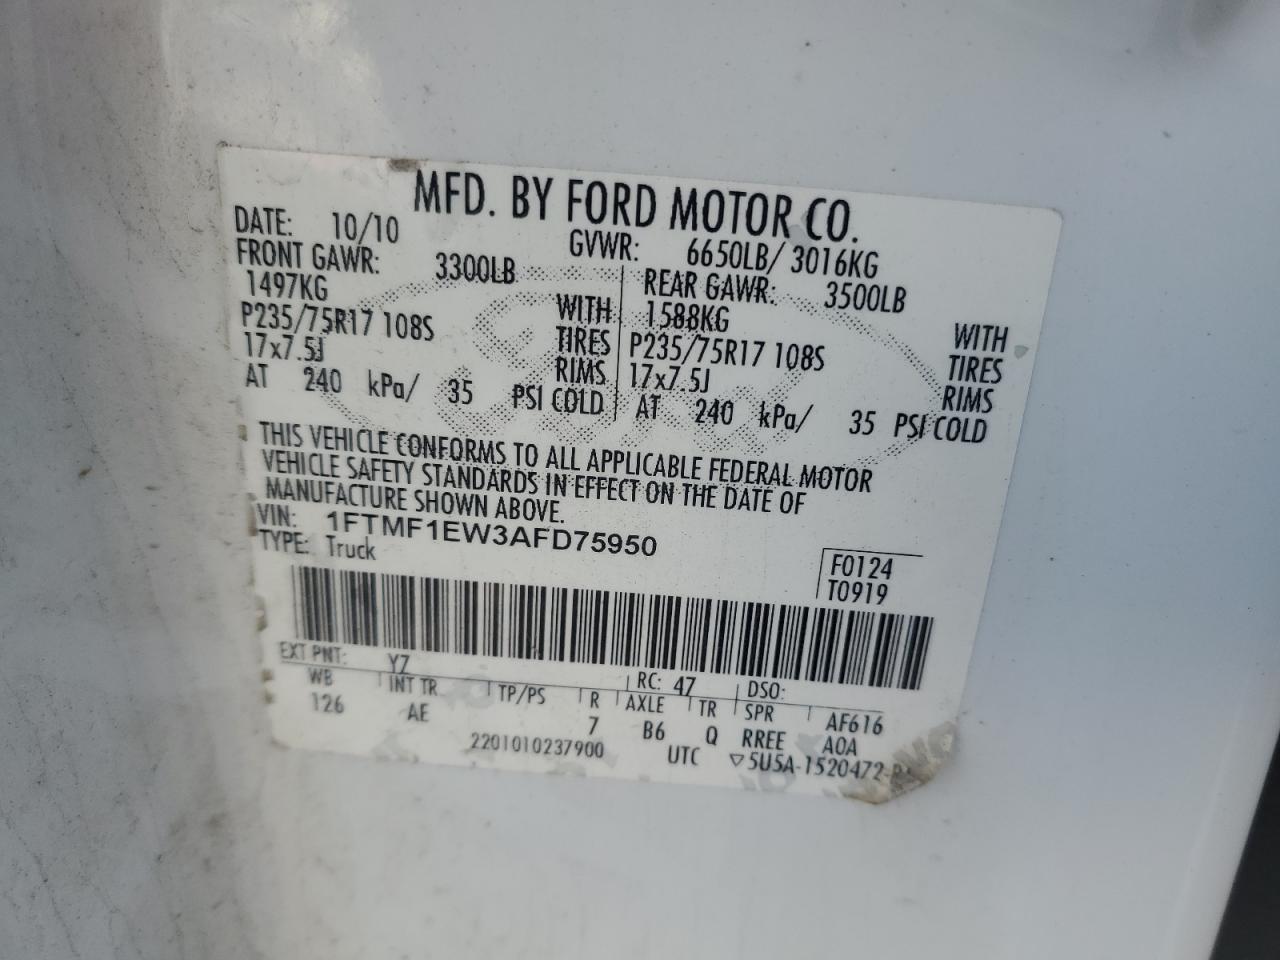 MFD. BY FORD MOTOR CO.
DATE: 10/10 GVWR: 6650LB/ 3016KG
FRONT GAWR: 3300LB REAR GAWR: 3500LB
1497KG WITH 1588KG WITH
P235/75R17 108S TIRES P235/75R17 108S TIRES
17x7.5J RIMS 17x7.5J RIMS
AT 240 kPa/ 35 PSI COLD AT 240 kPa/ 35 PSI COLD
THIS VEHICLE CONFORMS TO ALL APPLICABLE FEDERAL MOTOR
VEHICLE SAFETY STANDARDS IN EFFECT ON THE DATE OF
MANUFACTURE SHOWN ABOVE.
VIN: 1FTMF1EW3AFD75950
TYPE: Truck
F0124
T0919
EXT PNT: YZ RC: 47 DSO:
WB INT TR TP/PS R AXLE TR SPR AF616
126 AE 7 B6 Q RREE AOA
2201010237900 UTC ▽5U5A-1520472-